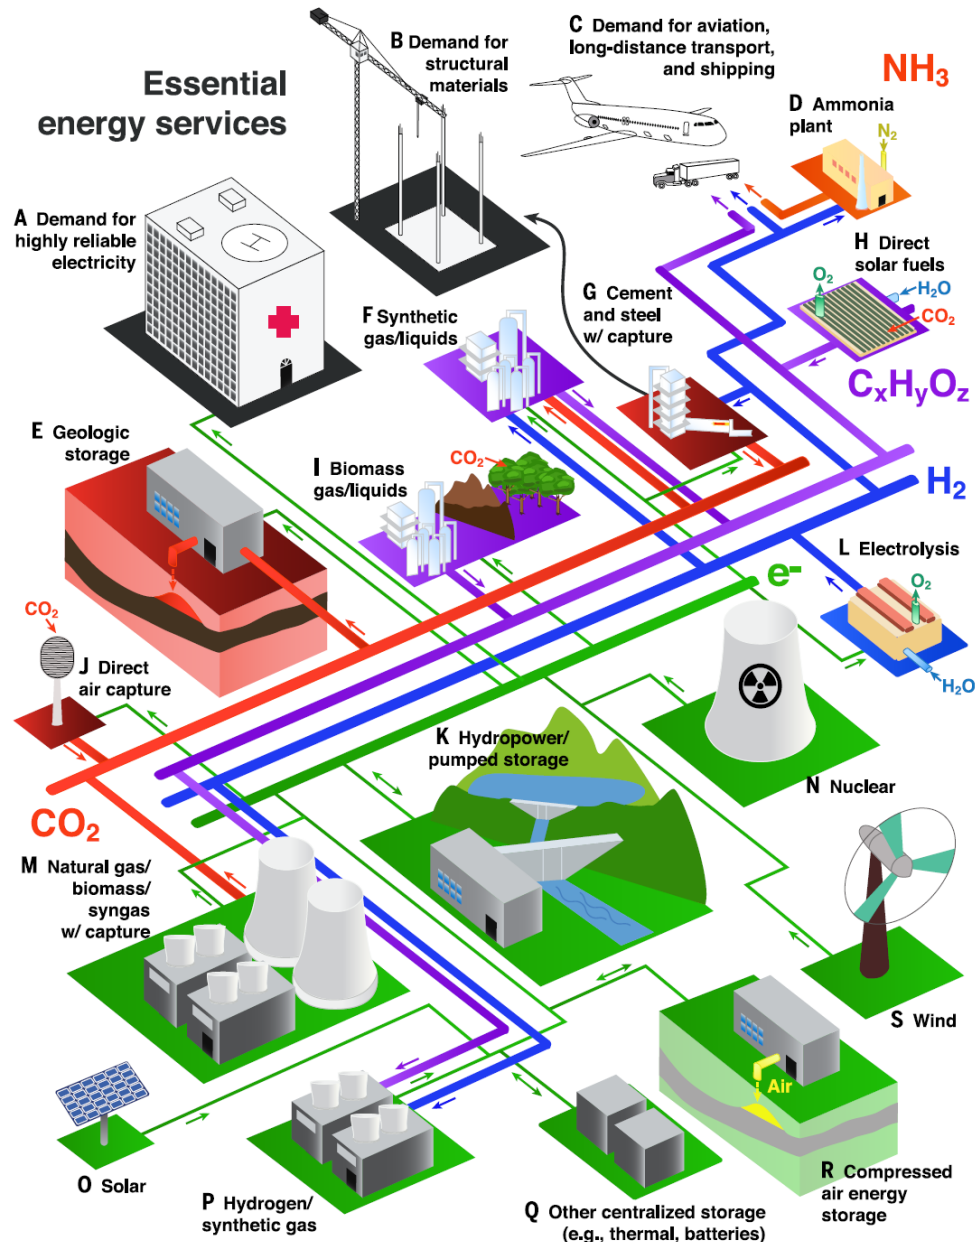 Essential
energy services
A Demand for
highly reliable
electricity
B Demand for
structural
materials
C Demand for aviation,
long-distance transport,
and shipping
NH₃
D Ammonia
plant
N₂
E Geologic
storage
F Synthetic
gas/liquids
G Cement
and steel
w/ capture
H Direct
solar fuels
O₂
H₂O
CO₂
CₓHᵧO_z
I Biomass
gas/liquids
CO₂
H₂
e-
L Electrolysis
O₂
H₂O
CO₂
J Direct
air capture
K Hydropower/
pumped storage
N Nuclear
CO₂
M Natural gas/
biomass/
syngas
w/ capture
S Wind
Air
O Solar
P Hydrogen/
synthetic gas
Q Other centralized storage
(e.g., thermal, batteries)
R Compressed
air energy
storage
H